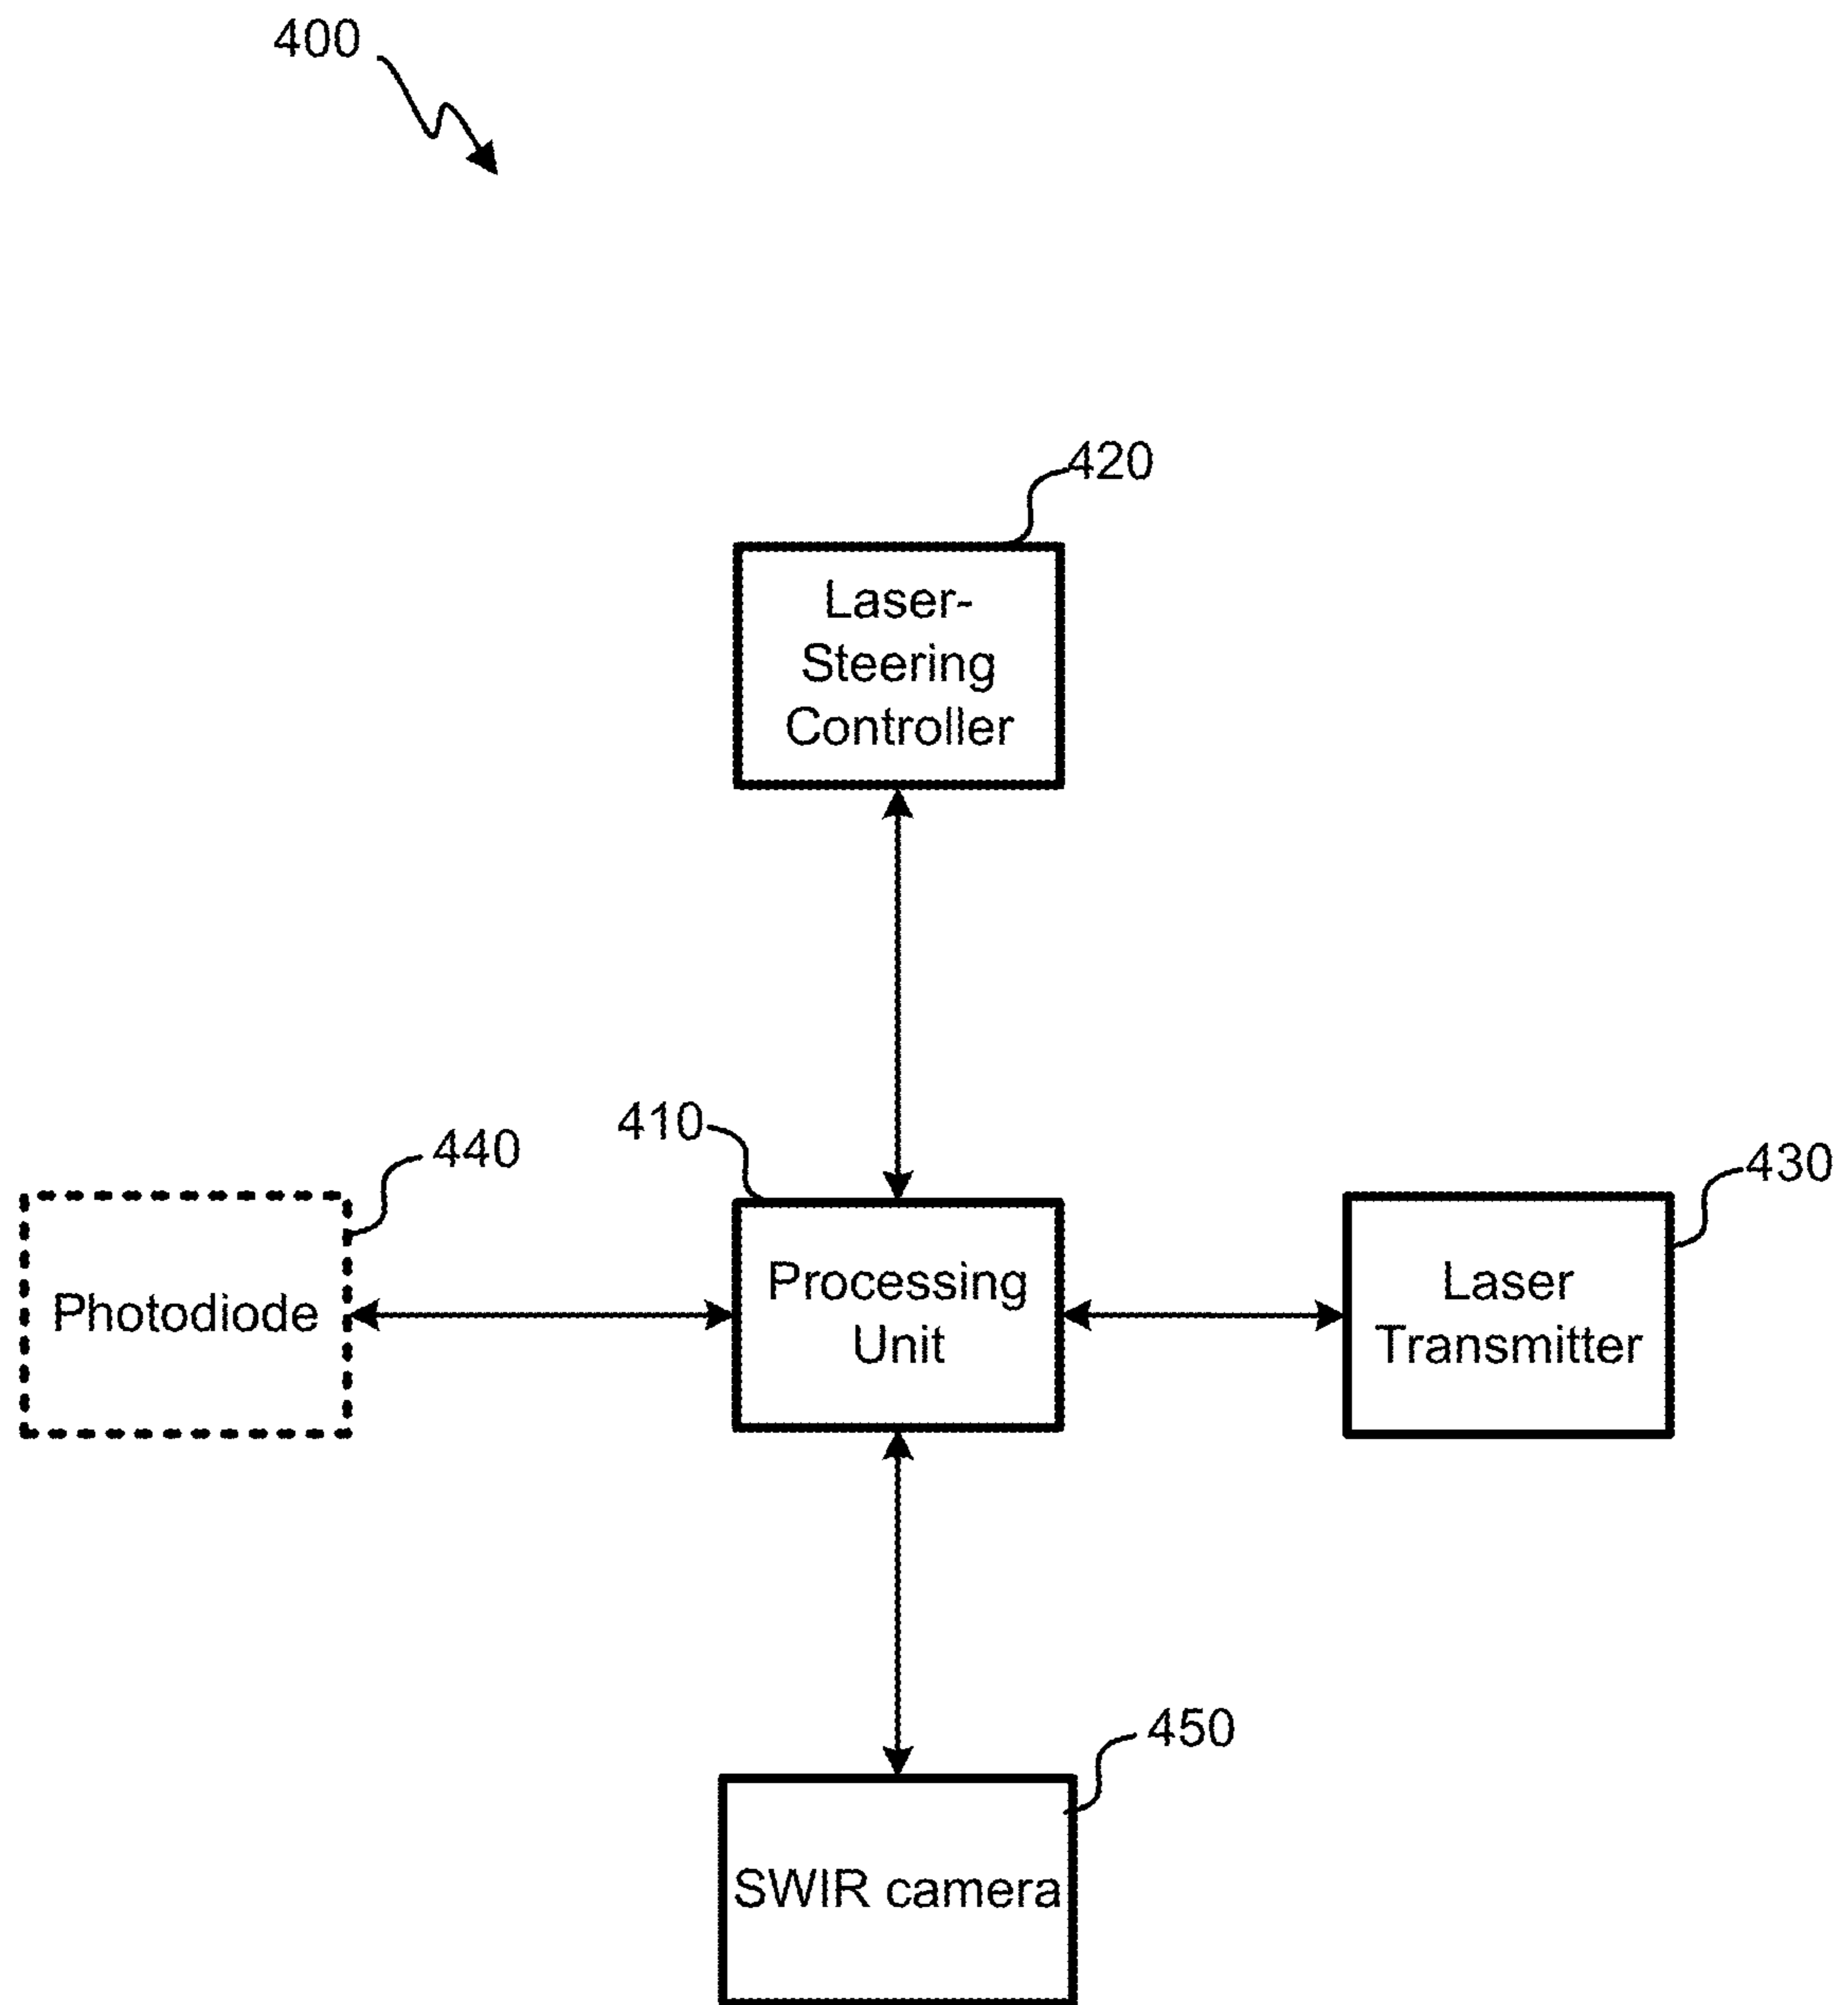 400
420
Laser-
Steering
Controller
410
440
430
Photodiode
Processing
Unit
Laser
Transmitter
450
SWIR camera